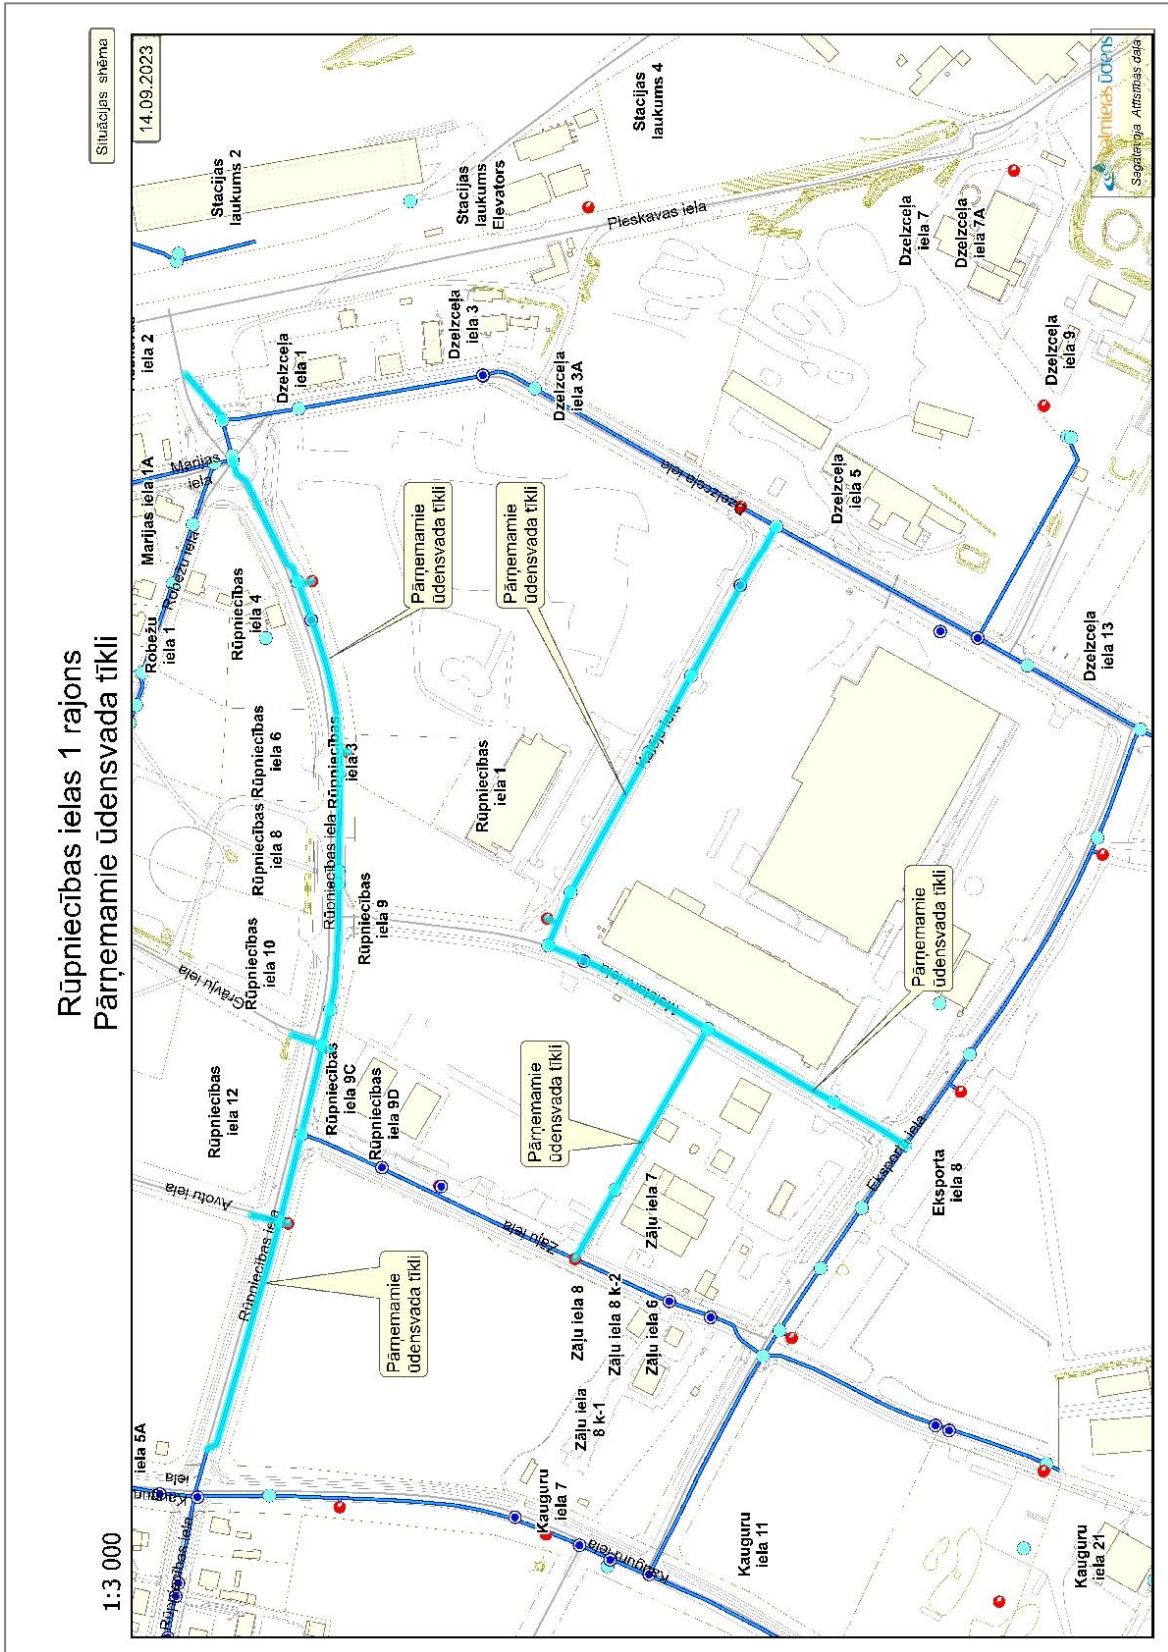 Rūpniecības ielas 1 rajons
Pārņemamie ūdensvada tīkli
1:3 000
Situācijas shēma
14.09.2023
iela 5A
Kauguru
iela
Rūpniecības iela
Rūpniecības iela
Avotu iela
Rūpniecības
iela 12
Grāvju iela
Rūpniecības
iela 10
Rūpniecības
iela 8
Rūpniecības
iela 6
Rūpniecības
iela 4
Robežu
iela 1
Robežu iela
Marijas iela 1A
Marijas
iela
iela 2
Stacijas
laukums 2
Dzelzceļa
iela 1
Rūpniecības iela
Rūpniecības
iela 3
Rūpniecības
iela 9
Rūpniecības
iela 9C
Rūpniecības
iela 9D
Pārņemamie
ūdensvada tīkli
Pārņemamie
ūdensvada tīkli
Pārņemamie
ūdensvada tīkli
Rūpniecības
iela 1
Dzelzceļa
iela 3
Stacijas
laukums
Elevators
Stacijas
laukums 4
Pleskavas iela
Dzelzceļa
iela 3A
Kauguru
iela 7
Zāļu iela
Zāļu iela 8
Zāļu iela
8 k-1
Zāļu iela 8 k-2
Zāļu iela 6
Zāļu iela 7
Pārņemamie
ūdensvada tīkli
Dzelzceļa iela
Kauguru iela
Kauguru
iela 11
Eksporta iela
Eksporta
iela 8
Pārņemamie
ūdensvada tīkli
Dzelzceļa
iela 5
Dzelzceļa
iela 7
Dzelzceļa
iela 7A
Dzelzceļa
iela 9
Dzelzceļa
iela 13
Kauguru
iela 21
Valmieras ūdens
Sagatavoja Attīstības daļa